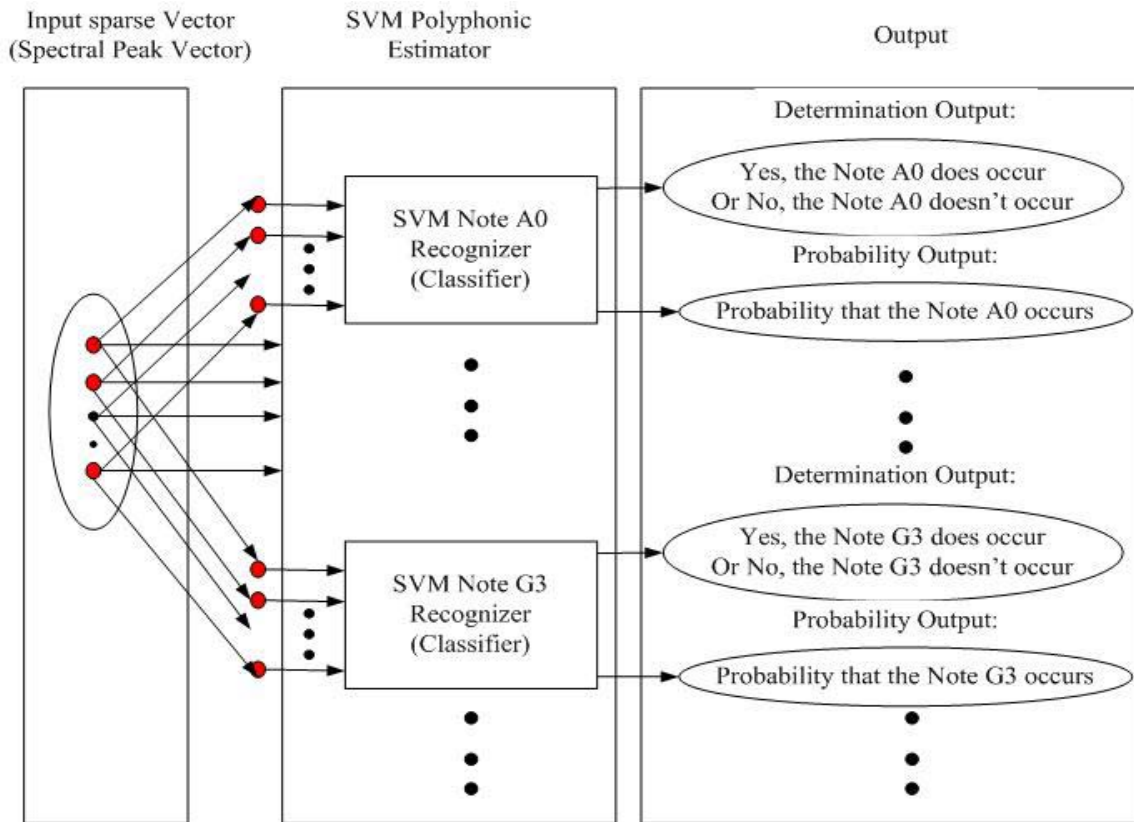 Input sparse Vector
(Spectral Peak Vector)
SVM Polyphonic
Estimator
Output
Determination Output:
Yes, the Note A0 does occur
Or No, the Note A0 doesn't occur
SVM Note A0
Recognizer
(Classifier)
Probability Output:
Probability that the Note A0 occurs
Determination Output:
Yes, the Note G3 does occur
Or No, the Note G3 doesn't occur
SVM Note G3
Recognizer
(Classifier)
Probability Output:
Probability that the Note G3 occurs